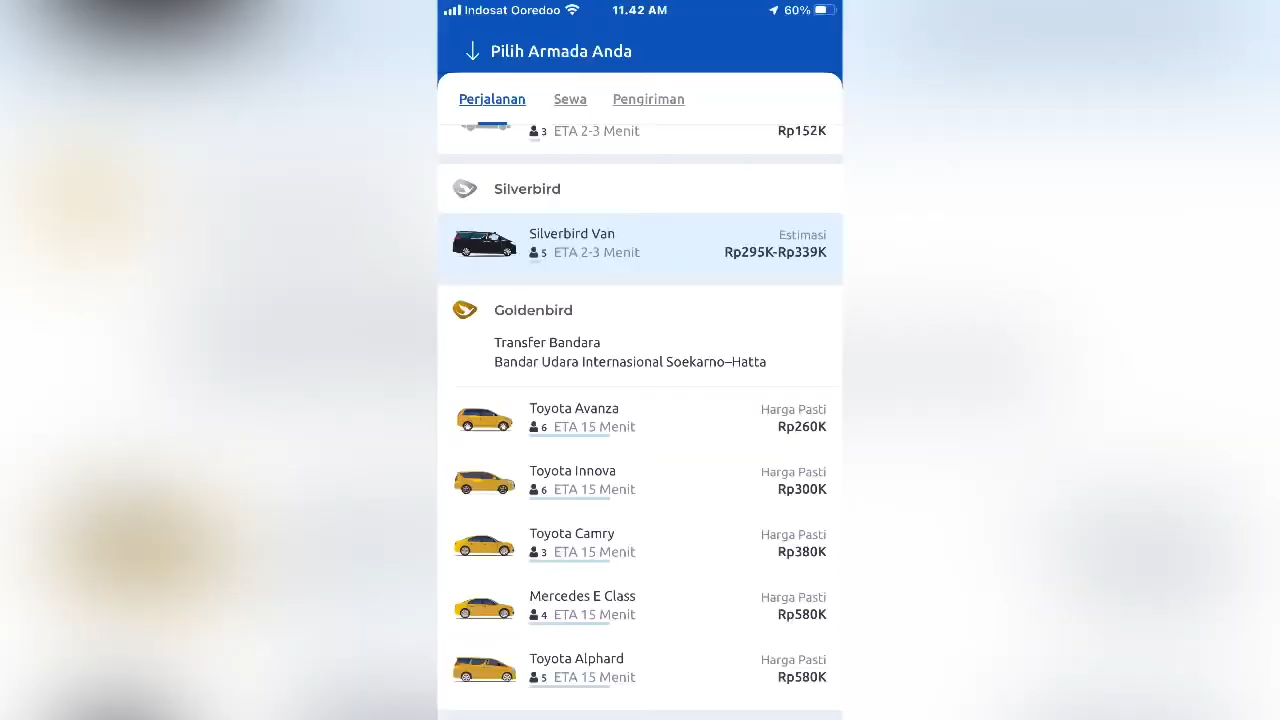 Indosat Ooredoo 11.42 AM 60%
Pilih Armada Anda
Perjalanan Sewa Pengiriman
3 ETA 2-3 Menit Rp152K
Silverbird
Silverbird Van Estimasi
5 ETA 2-3 Menit Rp295K-Rp339K
Goldenbird
Transfer Bandara
Bandar Udara Internasional Soekarno–Hatta
Toyota Avanza Harga Pasti
6 ETA 15 Menit Rp260K
Toyota Innova Harga Pasti
6 ETA 15 Menit Rp300K
Toyota Camry Harga Pasti
3 ETA 15 Menit Rp380K
Mercedes E Class Harga Pasti
4 ETA 15 Menit Rp580K
Toyota Alphard Harga Pasti
5 ETA 15 Menit Rp580K